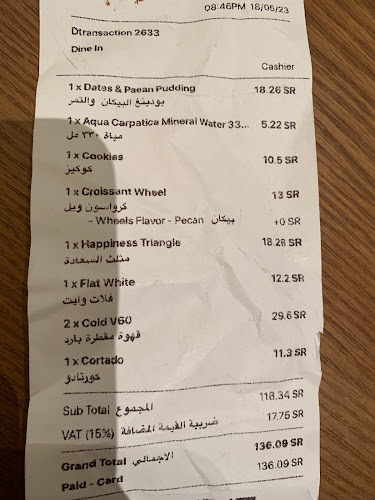 08:46PM 18/06/23
Dtransaction 2633
Dine In
Cashier
1 x Dates & Paean Pudding 18.26 SR
بودينغ البيكان والتمر
1 x Aqua Carpatica Mineral Water 33... 5.22 SR
مياة ٣٣٠ مل
1 x Cookies 10.5 SR
كوكيز
1 x Croissant Wheel 13 SR
كرواسون ويل
- Wheels Flavor - Pecan بيكان +0 SR
1 x Happiness Triangle 18.26 SR
مثلث السعادة
1 x Flat White 12.2 SR
فلات وايت
2 x Cold V60 29.6 SR
قهوة مقطرة بارد
1 x Cortado 11.3 SR
كورتادو
Sub Total المجموع 118.34 SR
VAT (15%) ضريبية القيمة المضافة 17.75 SR
Grand Total الاجمالي 136.09 SR
Paid - Card 136.09 SR